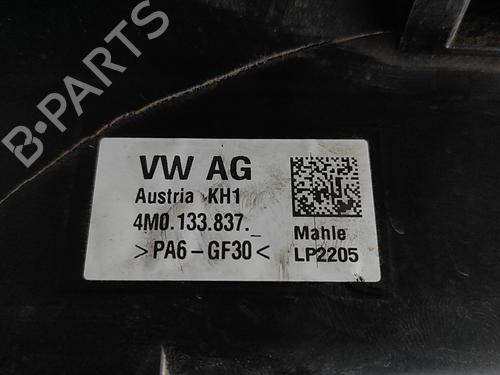 B-PARTS
VW AG
Austria KH1
4M0.133.837._
>PA6-GF30<
Mahle
LP2205